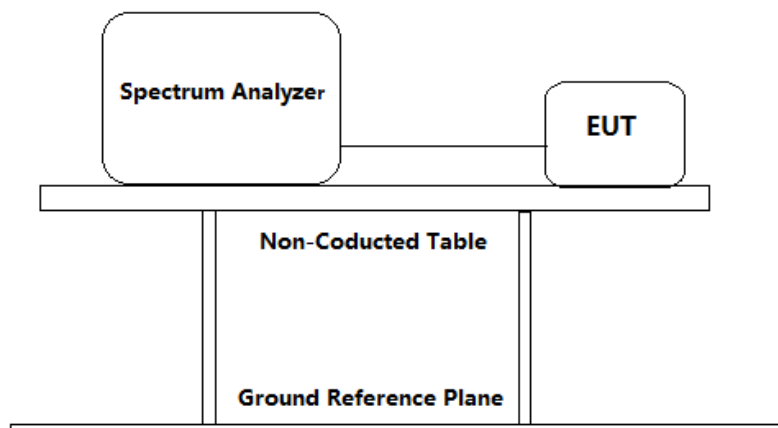 Spectrum Analyzer
EUT
Non-Coducted Table
Ground Reference Plane